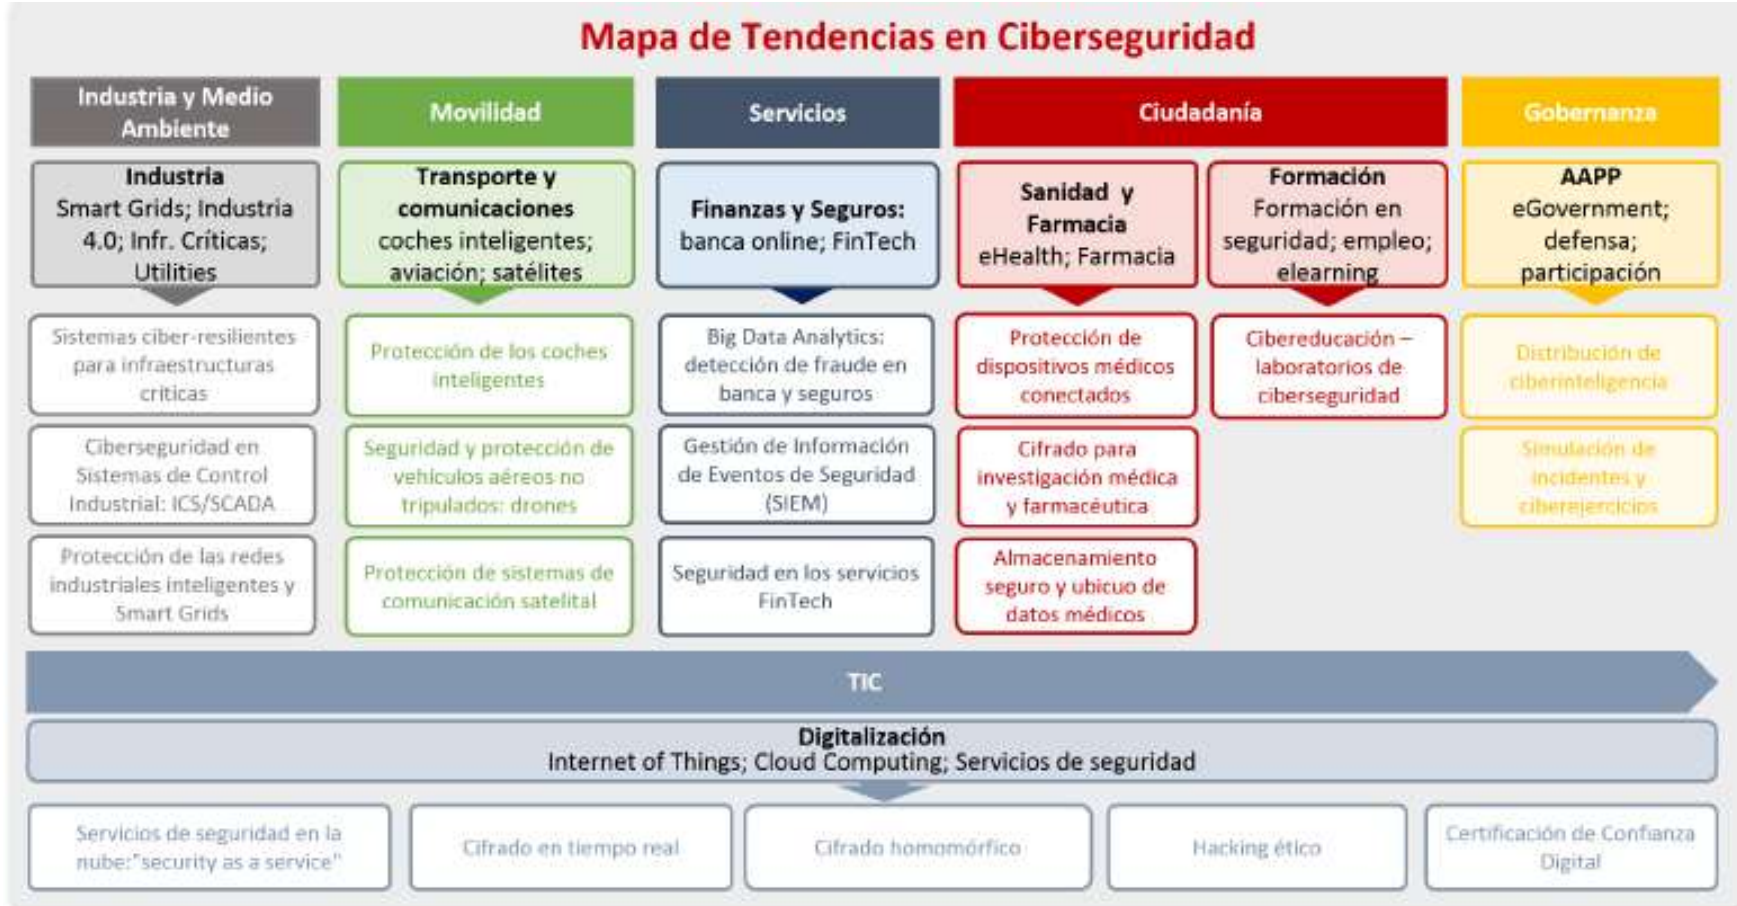 Mapa de Tendencias en Ciberseguridad
Industria y Medio
Ambiente
Movilidad
Servicios
Ciudadanía
Gobernanza
Industria
Smart Grids; Industria
4.0; Infr. Críticas;
Utilities
Transporte y
comunicaciones
coches inteligentes;
aviación; satélites
Finanzas y Seguros:
banca online; FinTech
Sanidad y
Farmacia
eHealth; Farmacia
Formación
Formación en
seguridad; empleo;
elearning
AAPP
eGovernment;
defensa;
participación
Sistemas ciber-resilientes
para infraestructuras
críticas
Protección de los coches
inteligentes
Big Data Analytics:
detección de fraude en
banca y seguros
Protección de
dispositivos médicos
conectados
Cibereducación –
laboratorios de
ciberseguridad
Distribución de
ciberinteligencia
Ciberseguridad en
Sistemas de Control
Industrial: ICS/SCADA
Seguridad y protección de
vehículos aéreos no
tripulados: drones
Gestión de Información
de Eventos de Seguridad
(SIEM)
Cifrado para
investigación médica
y farmacéutica
Simulación de
incidentes y
ciberejercicios
Protección de las redes
industriales inteligentes y
Smart Grids
Protección de sistemas de
comunicación satelital
Seguridad en los servicios
FinTech
Almacenamiento
seguro y ubicuo de
datos médicos
TIC
Digitalización
Internet of Things; Cloud Computing; Servicios de seguridad
Servicios de seguridad en la
nube:"security as a service"
Cifrado en tiempo real
Cifrado homomórfico
Hacking ético
Certificación de Confianza
Digital